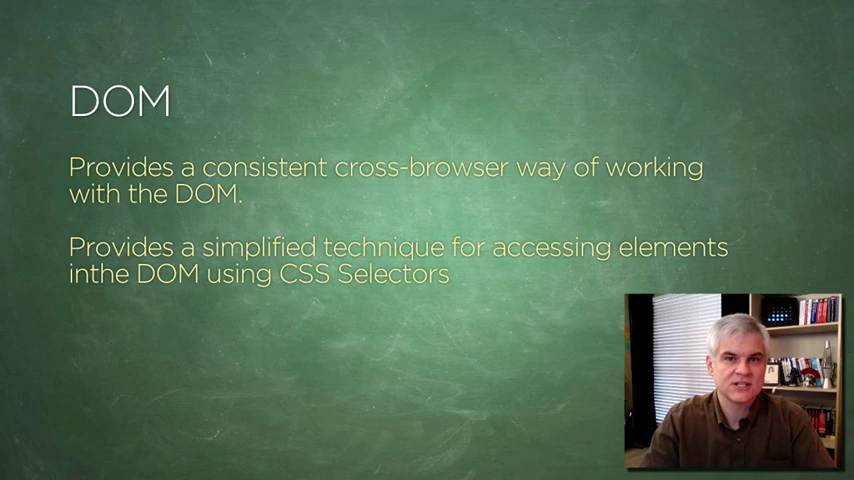 DOM
Provides a consistent cross-browser way of working
with the DOM.
Provides a simplified technique for accessing elements
inthe DOM using CSS Selectors